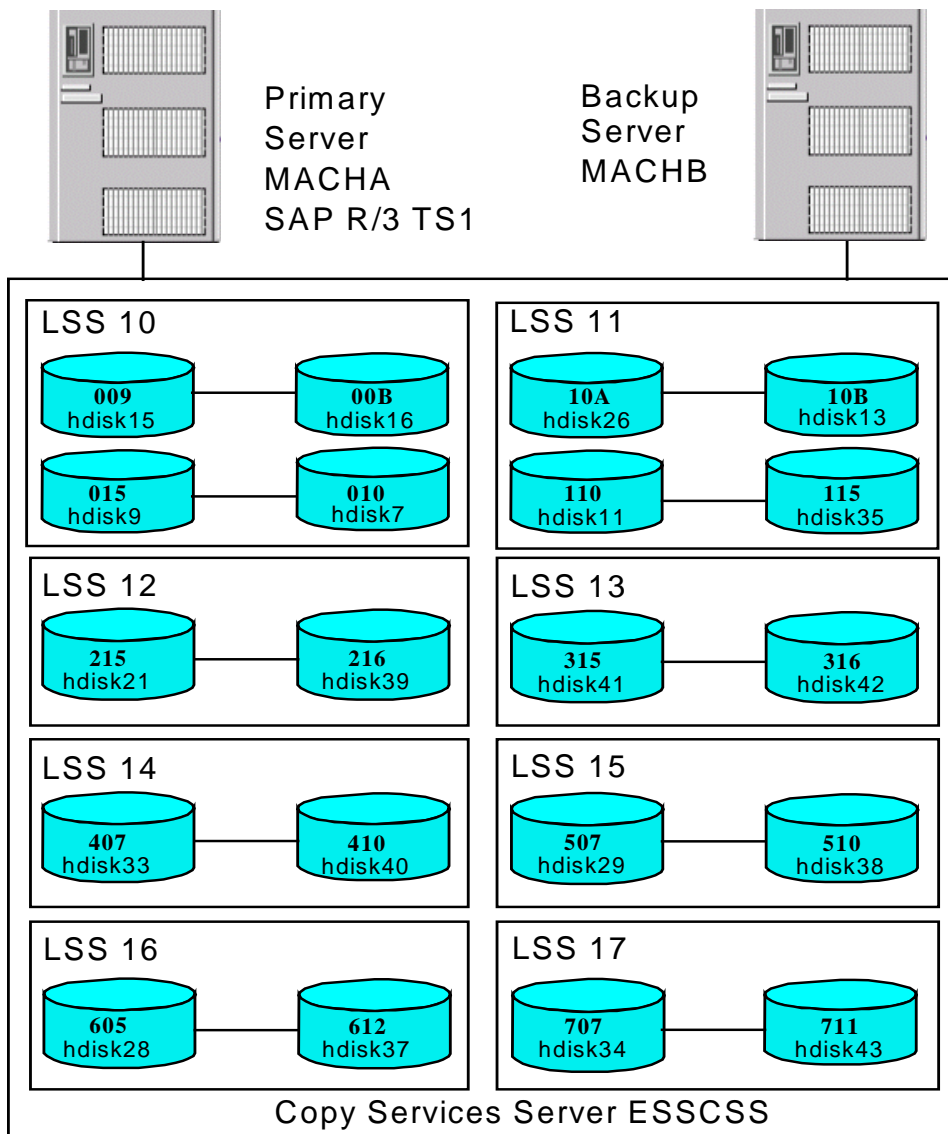 Primary
Server
MACHA
SAP R/3 TS1
Backup
Server
MACHB
LSS 10
009
hdisk15
00B
hdisk16
015
hdisk9
010
hdisk7
LSS 11
10A
hdisk26
10B
hdisk13
110
hdisk11
115
hdisk35
LSS 12
215
hdisk21
216
hdisk39
LSS 13
315
hdisk41
316
hdisk42
LSS 14
407
hdisk33
410
hdisk40
LSS 15
507
hdisk29
510
hdisk38
LSS 16
605
hdisk28
612
hdisk37
LSS 17
707
hdisk34
711
hdisk43
Copy Services Server ESSCSS